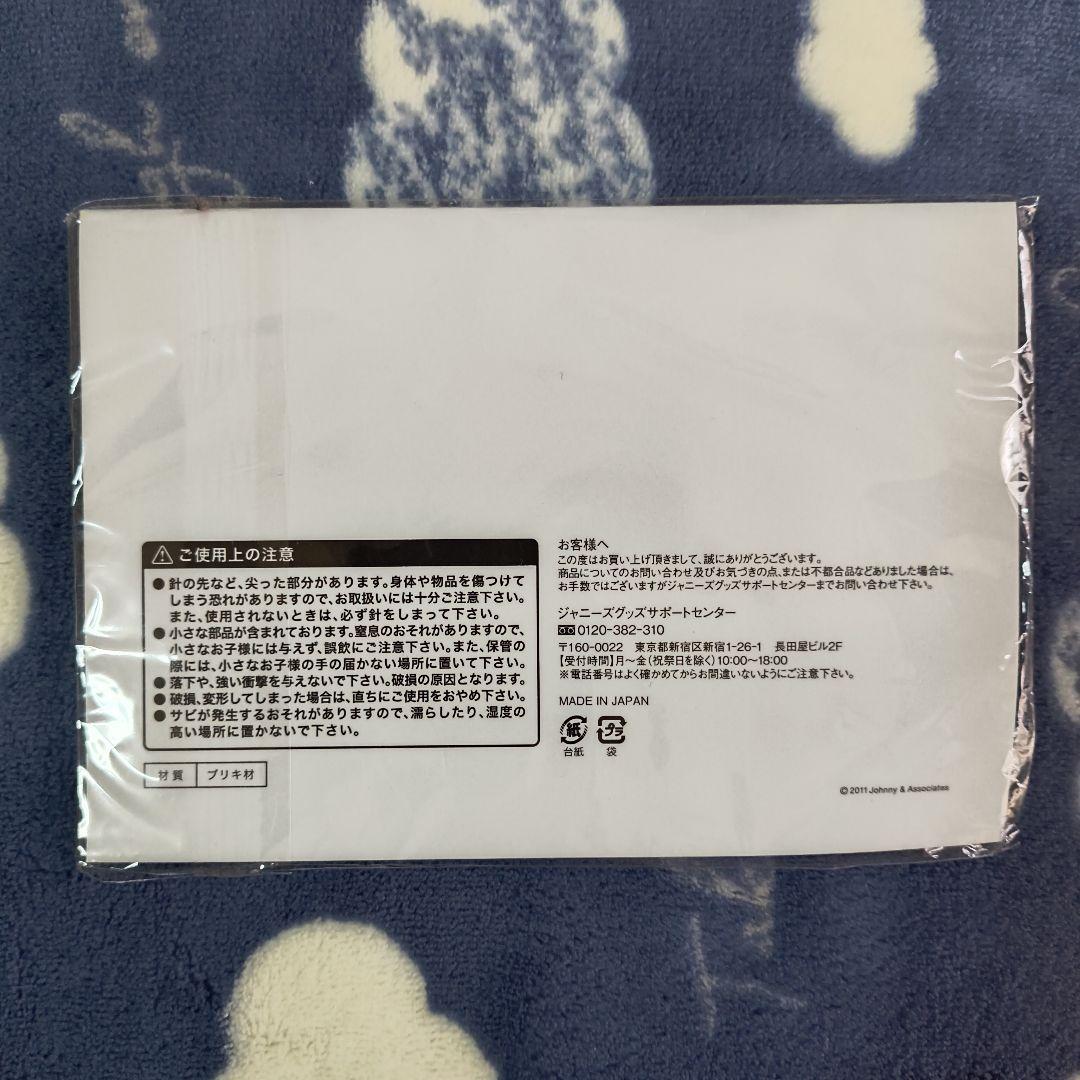 ⚠ ご使用上の注意
●針の先など、尖った部分があります。身体や物品を傷つけて
しまう恐れがありますので、お取扱いには十分ご注意下さい。
また、使用されないときは、必ず針をしまって下さい。
●小さな部品が含まれております。窒息のおそれがありますので、
小さなお子様には与えず、誤飲にご注意下さい。また、保管の
際には、小さなお子様の手の届かない場所に置いて下さい。
●落下や、強い衝撃を与えないで下さい。破損の原因となります。
●破損、変形してしまった場合は、直ちにご使用をおやめ下さい。
●サビが発生するおそれがありますので、濡らしたり、湿度の
高い場所に置かないで下さい。
材質 ブリキ材
お客様へ
この度はお買い上げ頂きまして、誠にありがとうございます。
商品についてのお問い合わせ及びお気づきの点、または不都合品などありました場合は、
お手数ではございますがジャニーズグッズサポートセンターまでお問い合わせ下さい。
ジャニーズグッズサポートセンター
0120-382-310
〒160-0022 東京都新宿区新宿1-26-1 長田屋ビル2F
【受付時間】月～金（祝祭日を除く）10:00～18:00
※電話番号はよく確かめてからお間違いないようにご注意下さい。
MADE IN JAPAN
紙 プラ
台紙 袋
© 2011 Johnny & Associates